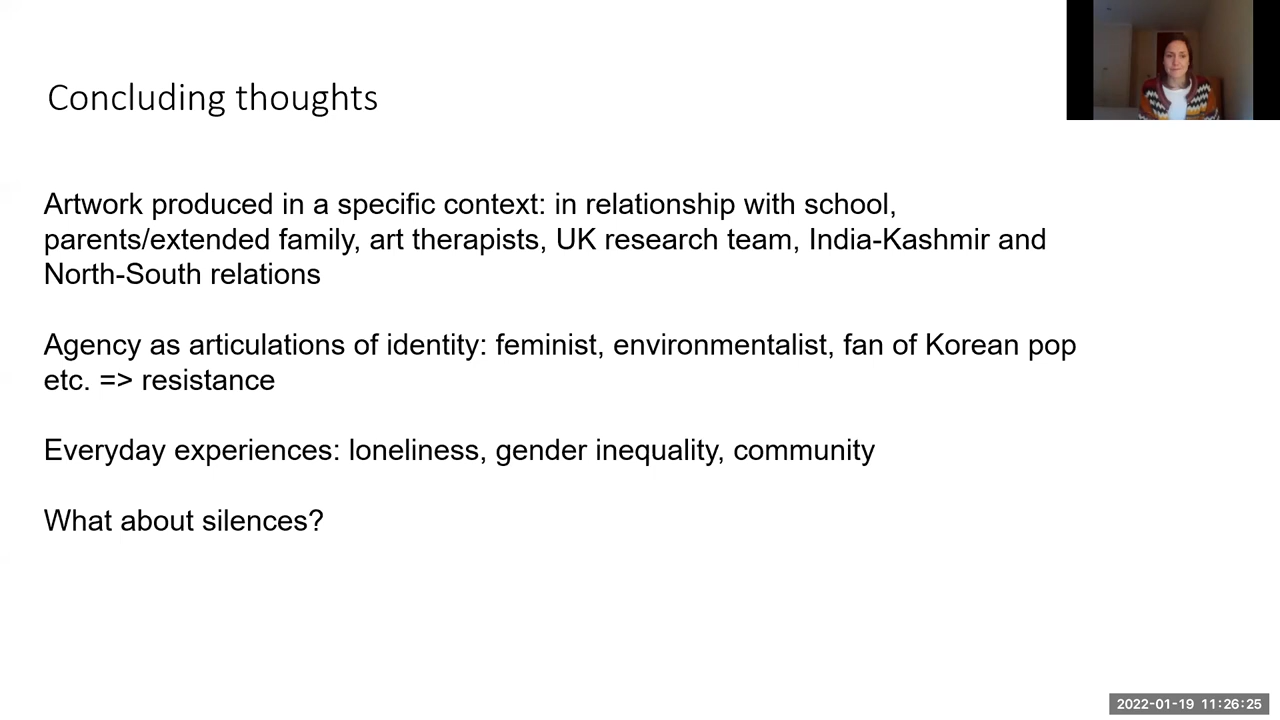 Concluding thoughts
Artwork produced in a specific context: in relationship with school,
parents/extended family, art therapists, UK research team, India-Kashmir and
North-South relations
Agency as articulations of identity: feminist, environmentalist, fan of Korean pop
etc. => resistance
Everyday experiences: loneliness, gender inequality, community
What about silences?
2022-01-19 11:26:25